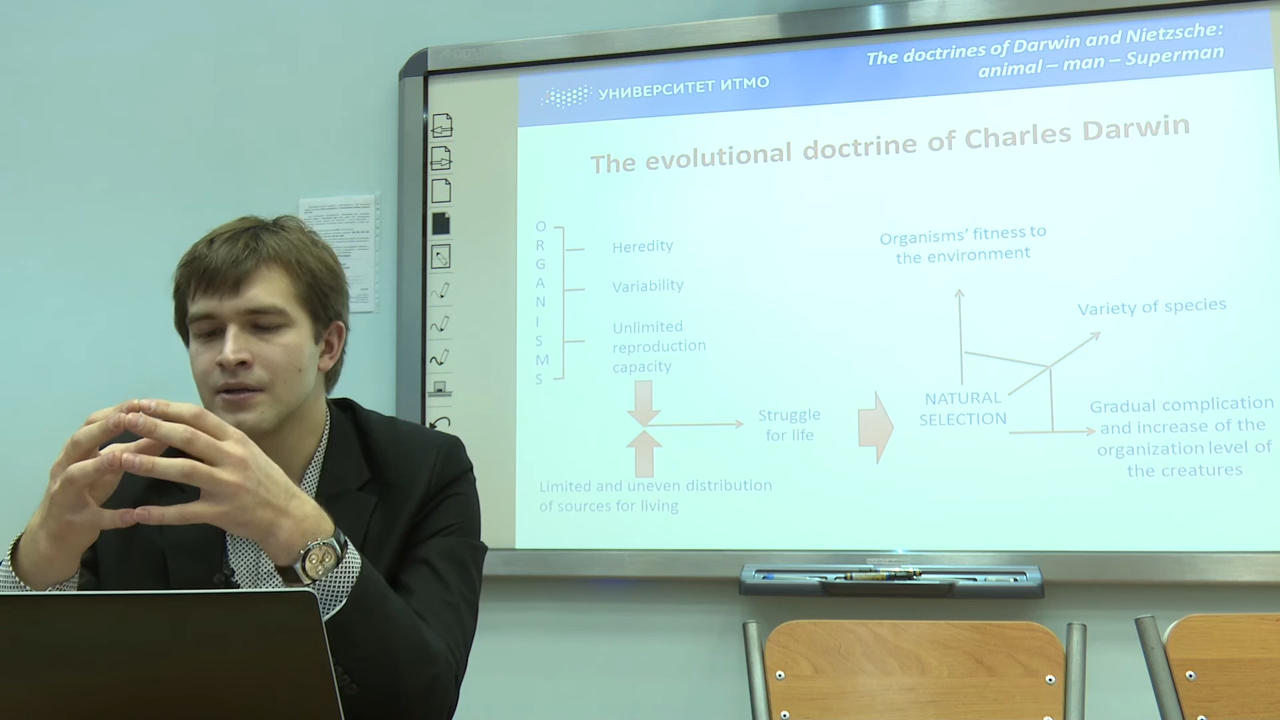 The doctrines of Darwin and Nietzsche:
animal – man – Superman
УНИВЕРСИТЕТ ИТМО
The evolutional doctrine of Charles Darwin
ORGANISMS
Heredity
Variability
Unlimited
reproduction
capacity
Struggle
for life
Limited and uneven distribution
of sources for living
Organisms' fitness to
the environment
Variety of species
NATURAL
SELECTION
Gradual complication
and increase of the
organization level of
the creatures